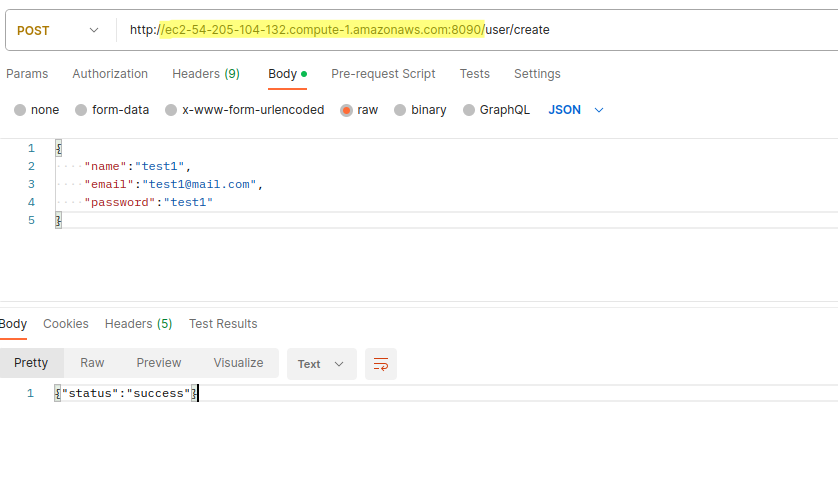 POST http://ec2-54-205-104-132.compute-1.amazonaws.com:8090/user/create
Params Authorization Headers (9) Body Pre-request Script Tests Settings
none form-data x-www-form-urlencoded raw binary GraphQL JSON
1 {
2 "name":"test1",
3 "email":"test1@mail.com",
4 "password":"test1"
5 }
Body Cookies Headers (5) Test Results
Pretty Raw Preview Visualize Text
1 {"status":"success"}